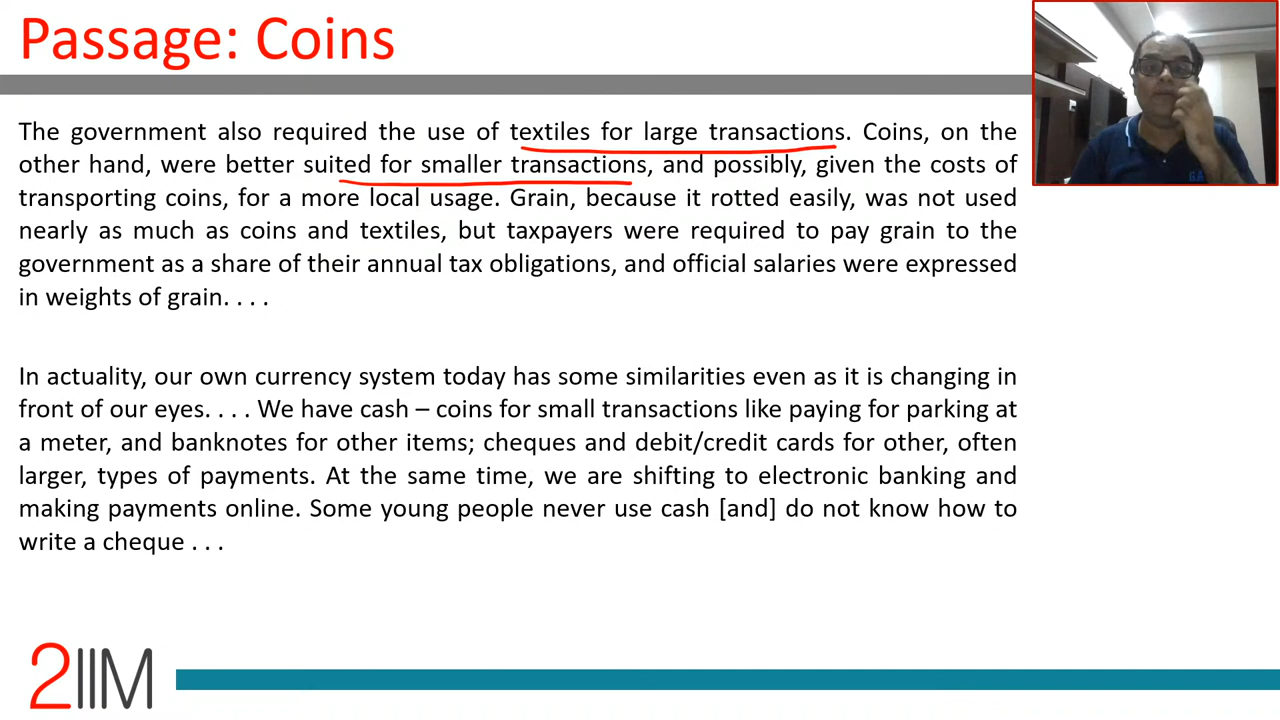 Passage: Coins
The government also required the use of textiles for large transactions. Coins, on the
other hand, were better suited for smaller transactions, and possibly, given the costs of
transporting coins, for a more local usage. Grain, because it rotted easily, was not used
nearly as much as coins and textiles, but taxpayers were required to pay grain to the
government as a share of their annual tax obligations, and official salaries were expressed
in weights of grain. . . .
In actuality, our own currency system today has some similarities even as it is changing in
front of our eyes. . . . We have cash – coins for small transactions like paying for parking at
a meter, and banknotes for other items; cheques and debit/credit cards for other, often
larger, types of payments. At the same time, we are shifting to electronic banking and
making payments online. Some young people never use cash [and] do not know how to
write a cheque . . .
2IIM